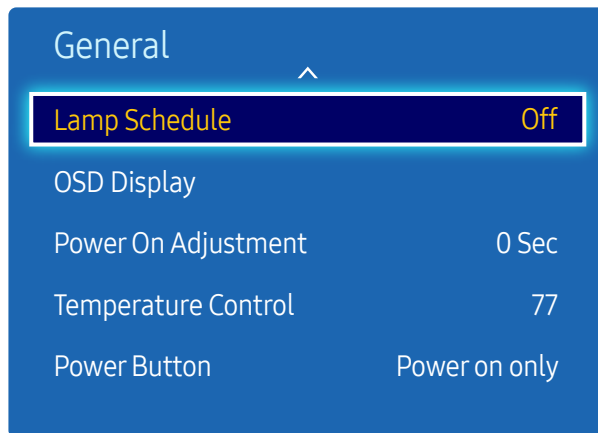 General
Lamp Schedule Off
OSD Display
Power On Adjustment 0 Sec
Temperature Control 77
Power Button Power on only